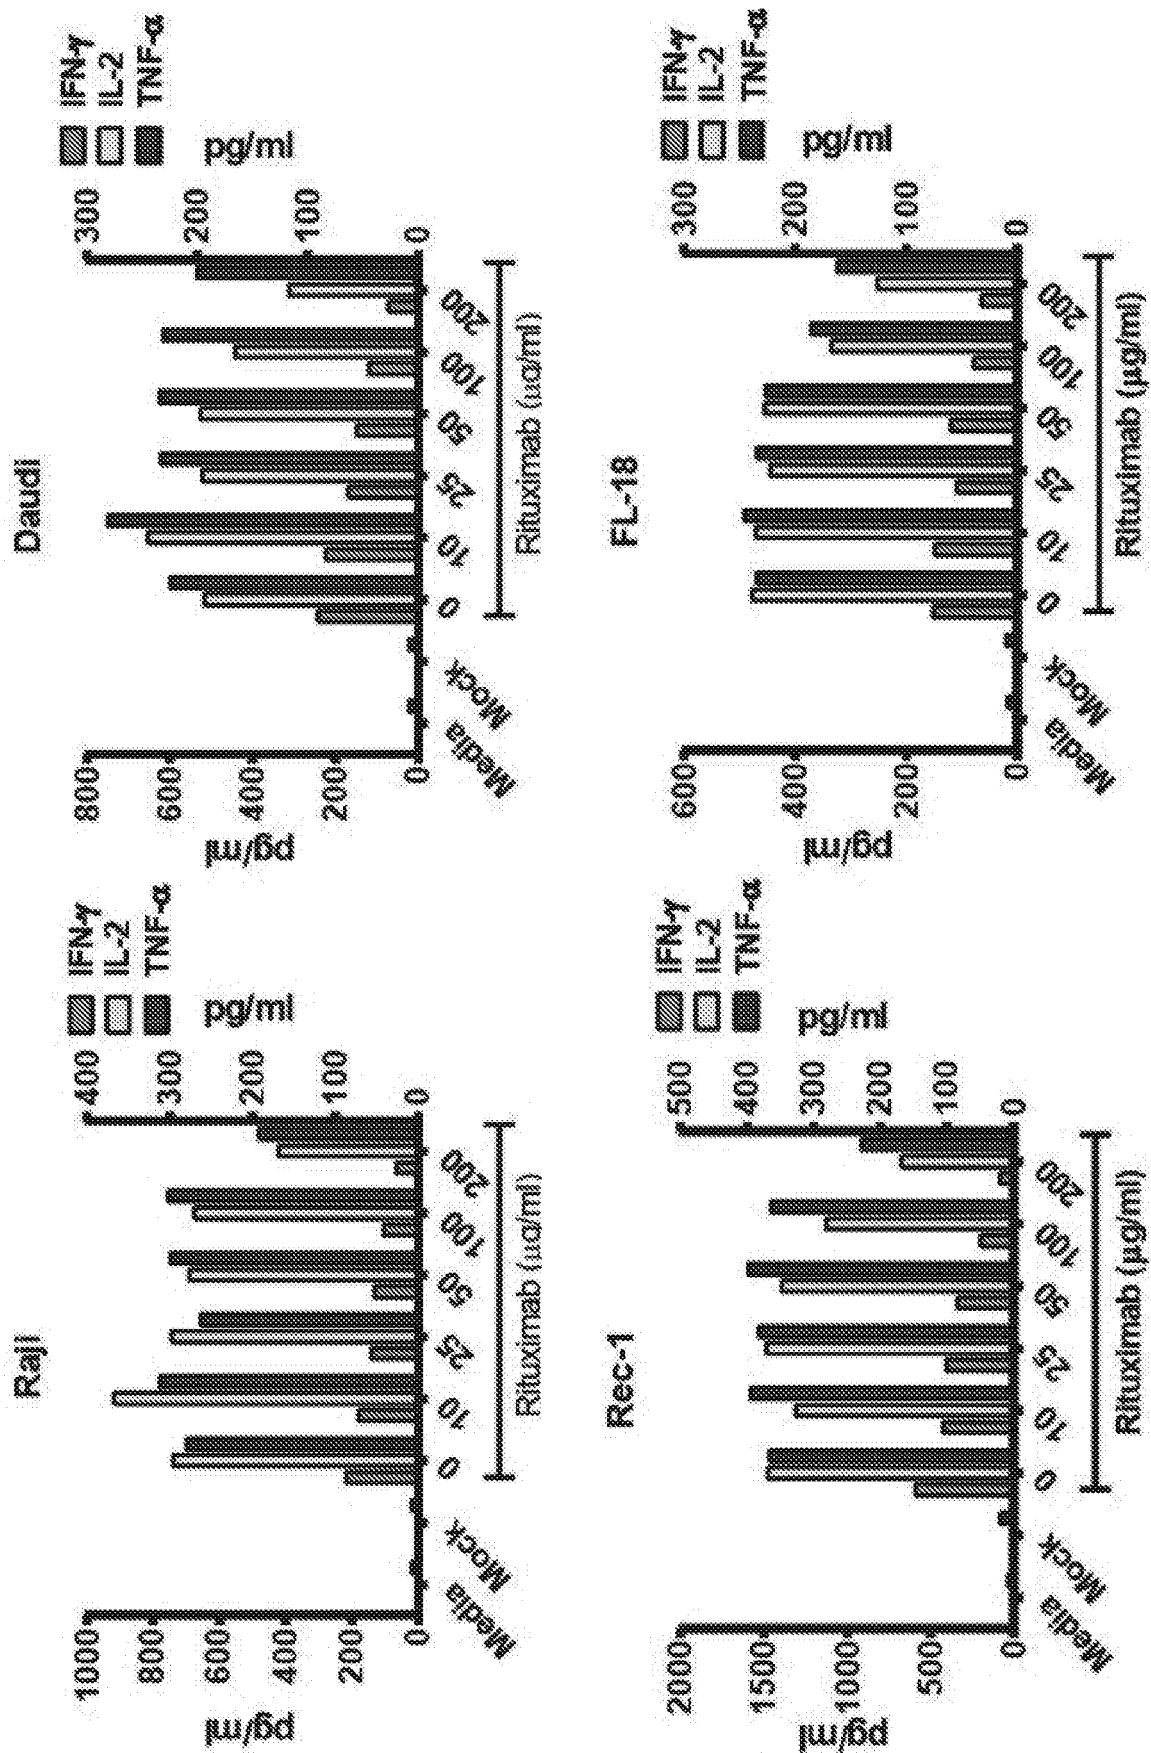 Raji
IFN-γ
IL-2
TNF-α
pg/ml
1000
800
600
400
200
0
pg/ml
400
300
200
100
0
Media
Mock
0
10
25
50
100
200
Rituximab (µg/ml)
Daudi
IFN-γ
IL-2
TNF-α
pg/ml
800
600
400
200
0
pg/ml
300
200
100
0
Media
Mock
0
10
25
50
100
200
Rituximab (µg/ml)
Rec-1
IFN-γ
IL-2
TNF-α
pg/ml
2000
1500
1000
500
0
pg/ml
500
400
300
200
100
0
Media
Mock
0
10
25
50
100
200
Rituximab (µg/ml)
FL-18
IFN-γ
IL-2
TNF-α
pg/ml
600
400
200
0
pg/ml
300
200
100
0
Media
Mock
0
10
25
50
100
200
Rituximab (µg/ml)